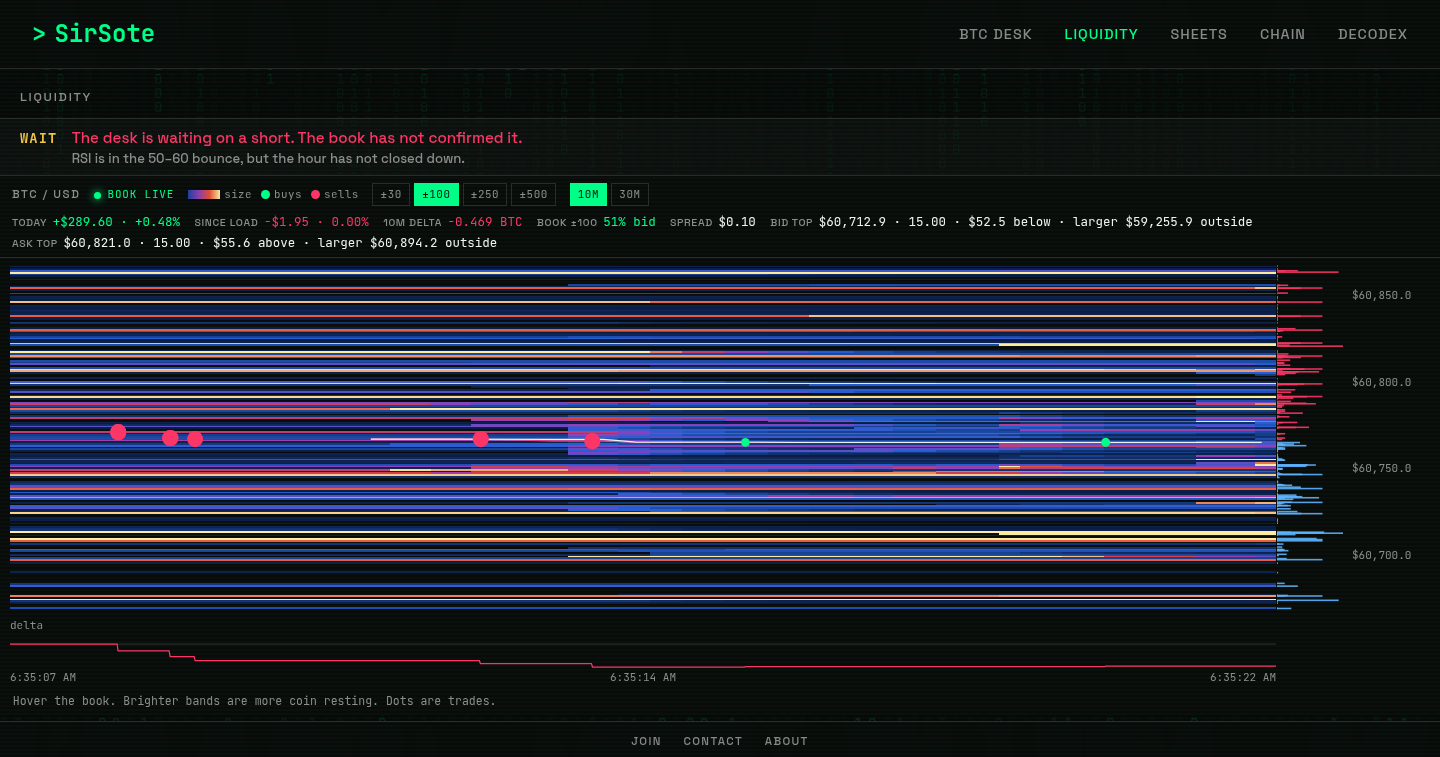 > SirSote
BTC DESK LIQUIDITY SHEETS CHAIN DECODEX
LIQUIDITY
WAIT The desk is waiting on a short. The book has not confirmed it.
RSI is in the 50–60 bounce, but the hour has not closed down.
BTC / USD BOOK LIVE size buys sells ±30 ±100 ±250 ±500 10M 30M
TODAY +$289.60 · +0.48% SINCE LOAD -$1.95 · 0.00% 10M DELTA -0.469 BTC BOOK ±100 51% bid SPREAD $0.10 BID TOP $60,712.9 · 15.00 · $52.5 below · larger $59,255.9 outside
ASK TOP $60,821.0 · 15.00 · $55.6 above · larger $60,894.2 outside
$60,850.0
$60,800.0
$60,750.0
$60,700.0
delta
6:35:07 AM 6:35:14 AM 6:35:22 AM
Hover the book. Brighter bands are more coin resting. Dots are trades.
JOIN CONTACT ABOUT